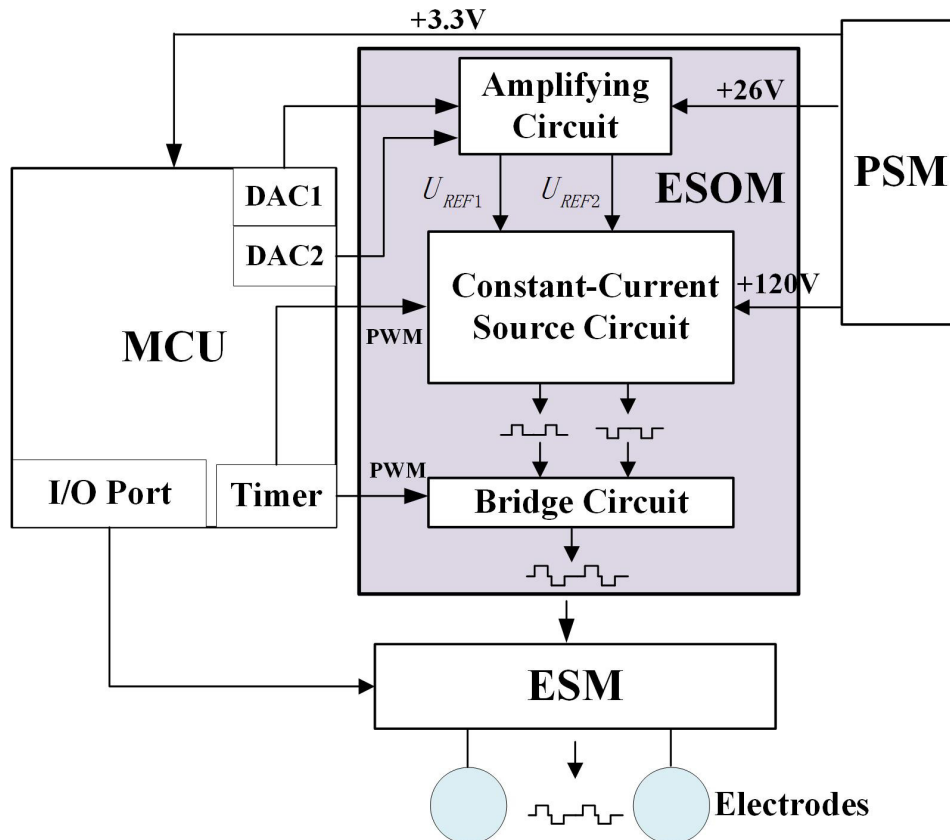 +3.3V
Amplifying
Circuit
+26V
PSM
DAC1
U_REF1
U_REF2
ESOM
DAC2
Constant-Current
Source Circuit
+120V
MCU
PWM
PWM
I/O Port
Timer
Bridge Circuit
ESM
Electrodes